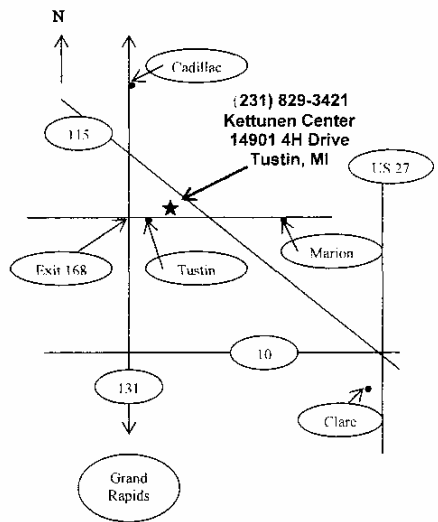 N
Cadillac
(231) 829-3421
Kettunen Center
14901 4H Drive
Tustin, MI
115
US 27
Exit 168
Tustin
Marion
10
131
Clare
Grand
Rapids